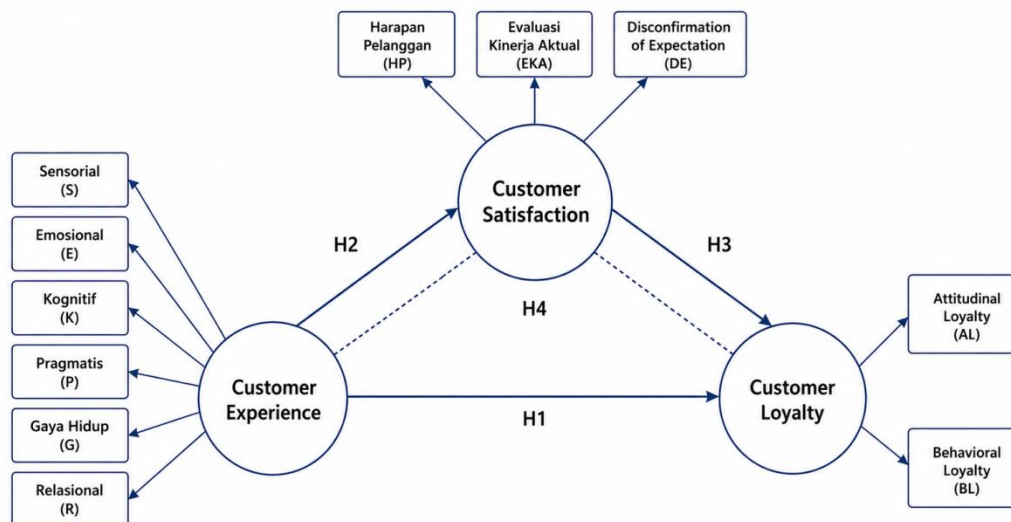 Harapan
Pelanggan
(HP)
Evaluasi
Kinerja Aktual
(EKA)
Disconfirmation
of Expectation
(DE)
Sensorial
(S)
Emosional
(E)
Kognitif
(K)
Pragmatis
(P)
Gaya Hidup
(G)
Relasional
(R)
Customer
Satisfaction
H2
H3
H4
Customer
Experience
H1
Customer
Loyalty
Attitudinal
Loyalty
(AL)
Behavioral
Loyalty
(BL)